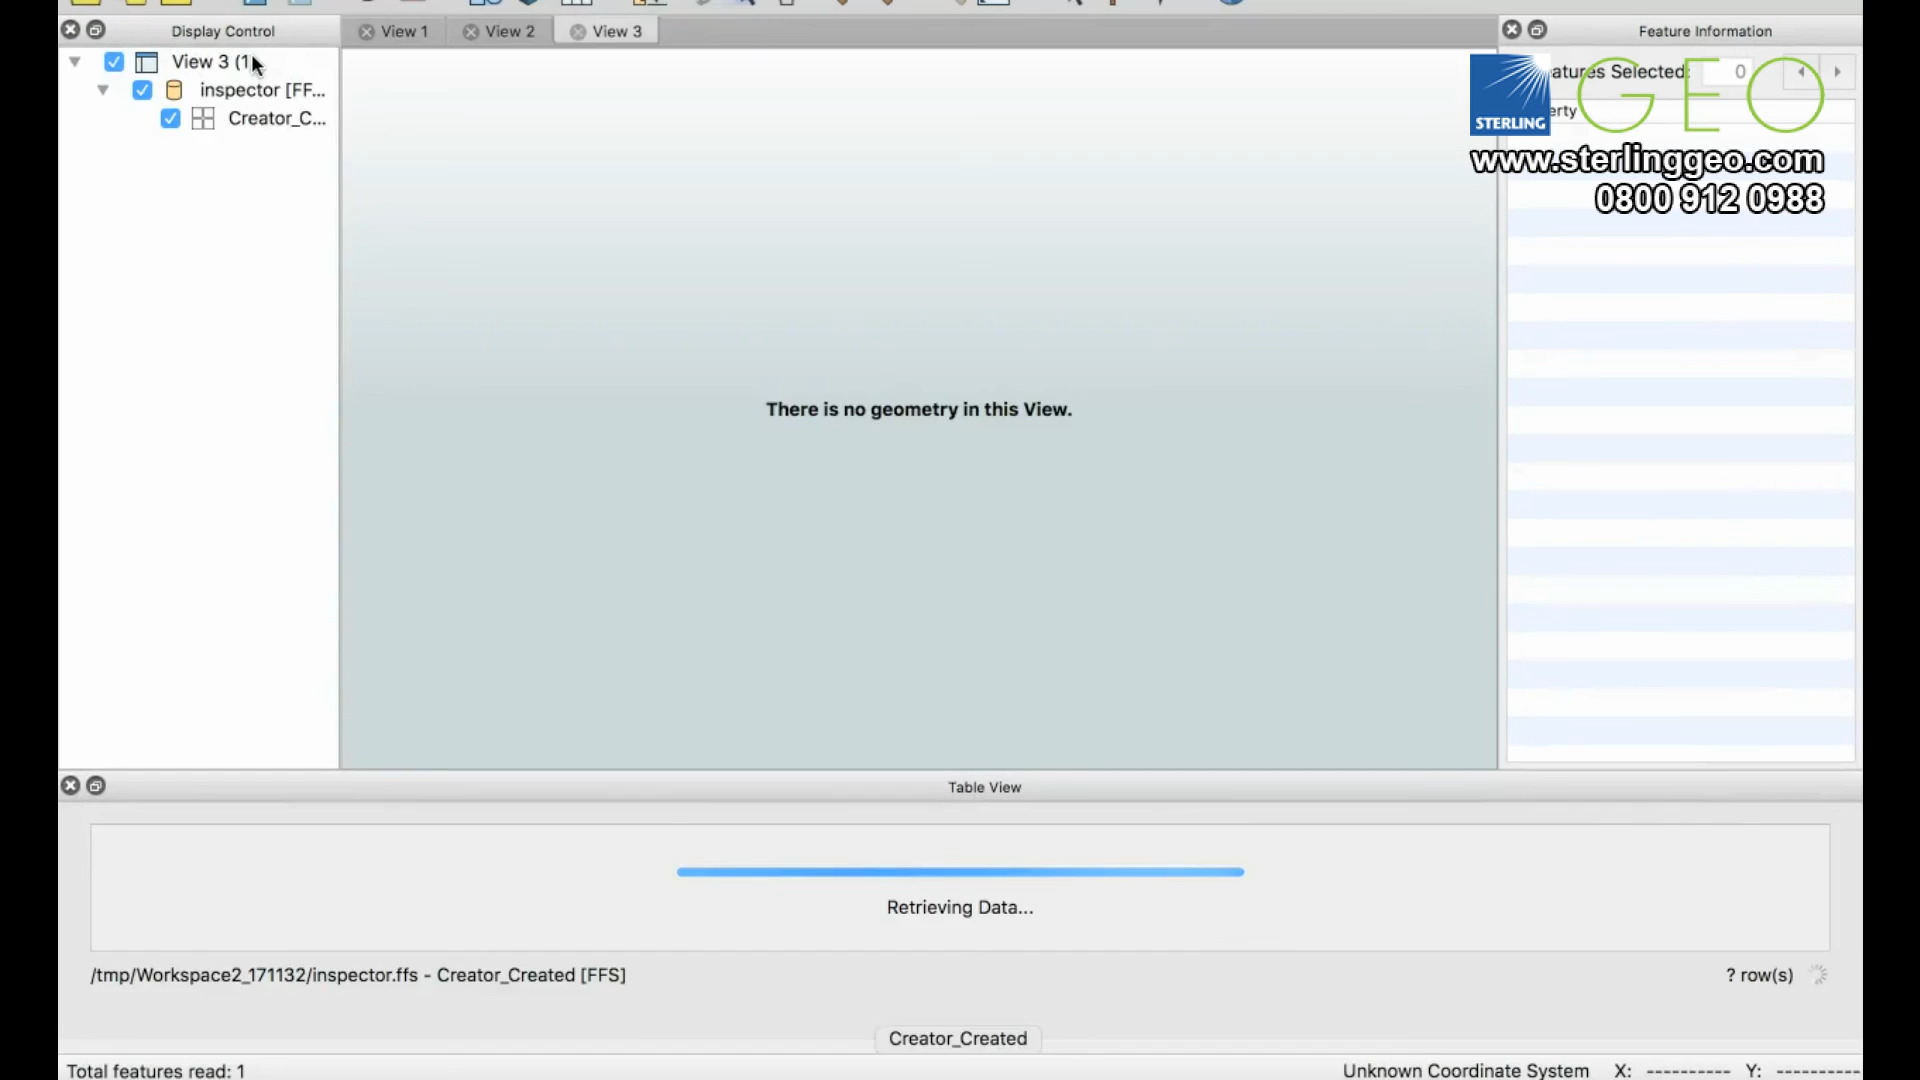 Display Control
View 1
View 2
View 3
Feature Information
View 3 (1
inspector [FF...
Creator_C...
atures Selected:
0
erty
STERLING
GEO
www.sterlinggeo.com
0800 912 0988
There is no geometry in this View.
Table View
Retrieving Data...
/tmp/Workspace2_171132/inspector.ffs - Creator_Created [FFS]
? row(s)
Creator_Created
Total features read: 1
Unknown Coordinate System
X: ----------
Y: ----------